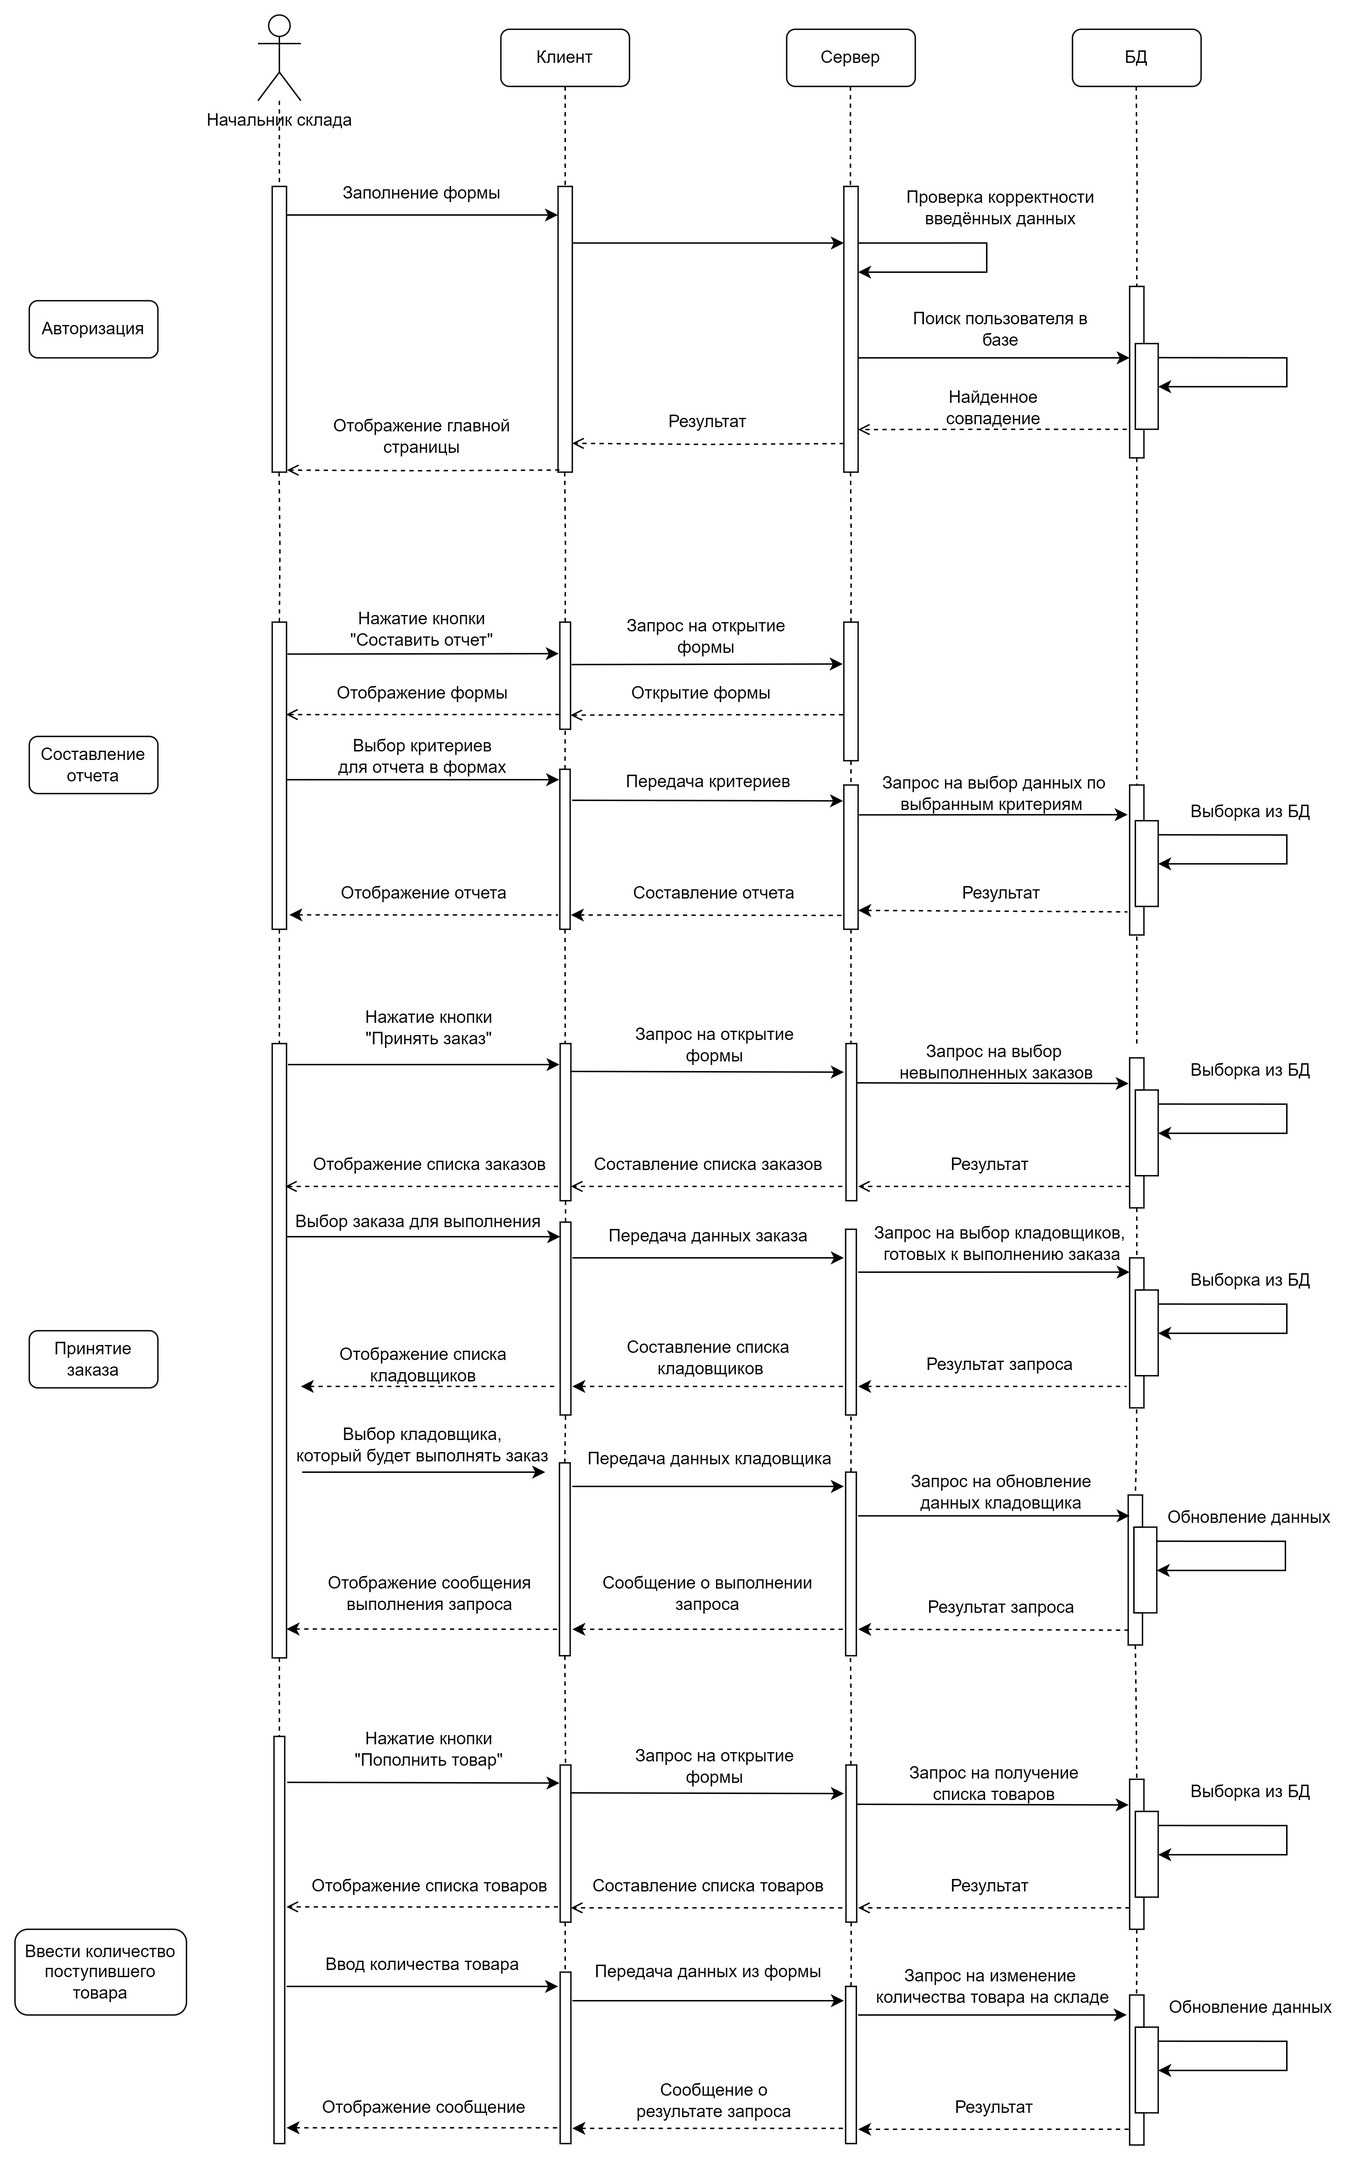 Клиент
Сервер
БД
Начальник склада
Заполнение формы
Проверка корректности
введённых данных
Авторизация
Поиск пользователя в
базе
Найденное
совпадение
Результат
Отображение главной
страницы
Нажатие кнопки
"Составить отчет"
Запрос на открытие
формы
Отображение формы
Открытие формы
Составление
отчета
Выбор критериев
для отчета в формах
Передача критериев
Запрос на выбор данных по
выбранным критериям
Выборка из БД
Отображение отчета
Составление отчета
Результат
Нажатие кнопки
"Принять заказ"
Запрос на открытие
формы
Запрос на выбор
невыполненных заказов
Выборка из БД
Отображение списка заказов
Составление списка заказов
Результат
Выбор заказа для выполнения
Передача данных заказа
Запрос на выбор кладовщиков,
готовых к выполнению заказа
Выборка из БД
Принятие
заказа
Отображение списка
кладовщиков
Составление списка
кладовщиков
Результат запроса
Выбор кладовщика,
который будет выполнять заказ
Передача данных кладовщика
Запрос на обновление
данных кладовщика
Обновление данных
Отображение сообщения
выполнения запроса
Сообщение о выполнении
запроса
Результат запроса
Нажатие кнопки
"Пополнить товар"
Запрос на открытие
формы
Запрос на получение
списка товаров
Выборка из БД
Отображение списка товаров
Составление списка товаров
Результат
Ввести количество
поступившего
товара
Ввод количества товара
Передача данных из формы
Запрос на изменение
количества товара на складе
Обновление данных
Отображение сообщение
Сообщение о
результате запроса
Результат